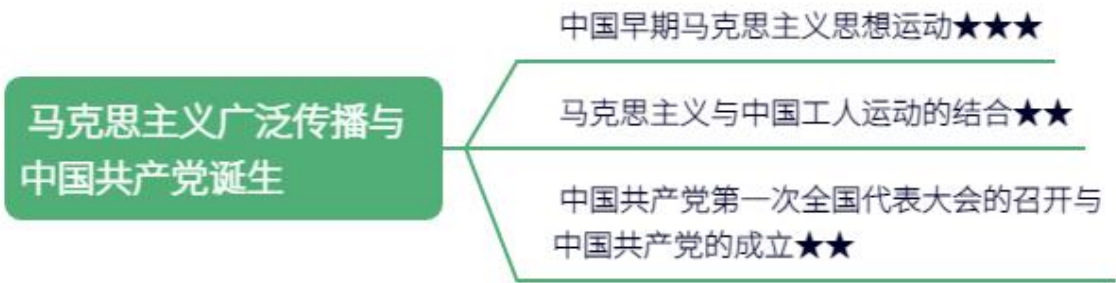 马克思主义广泛传播与
中国共产党诞生
中国早期马克思主义思想运动★★★
马克思主义与中国工人运动的结合★★
中国共产党第一次全国代表大会的召开与
中国共产党的成立★★